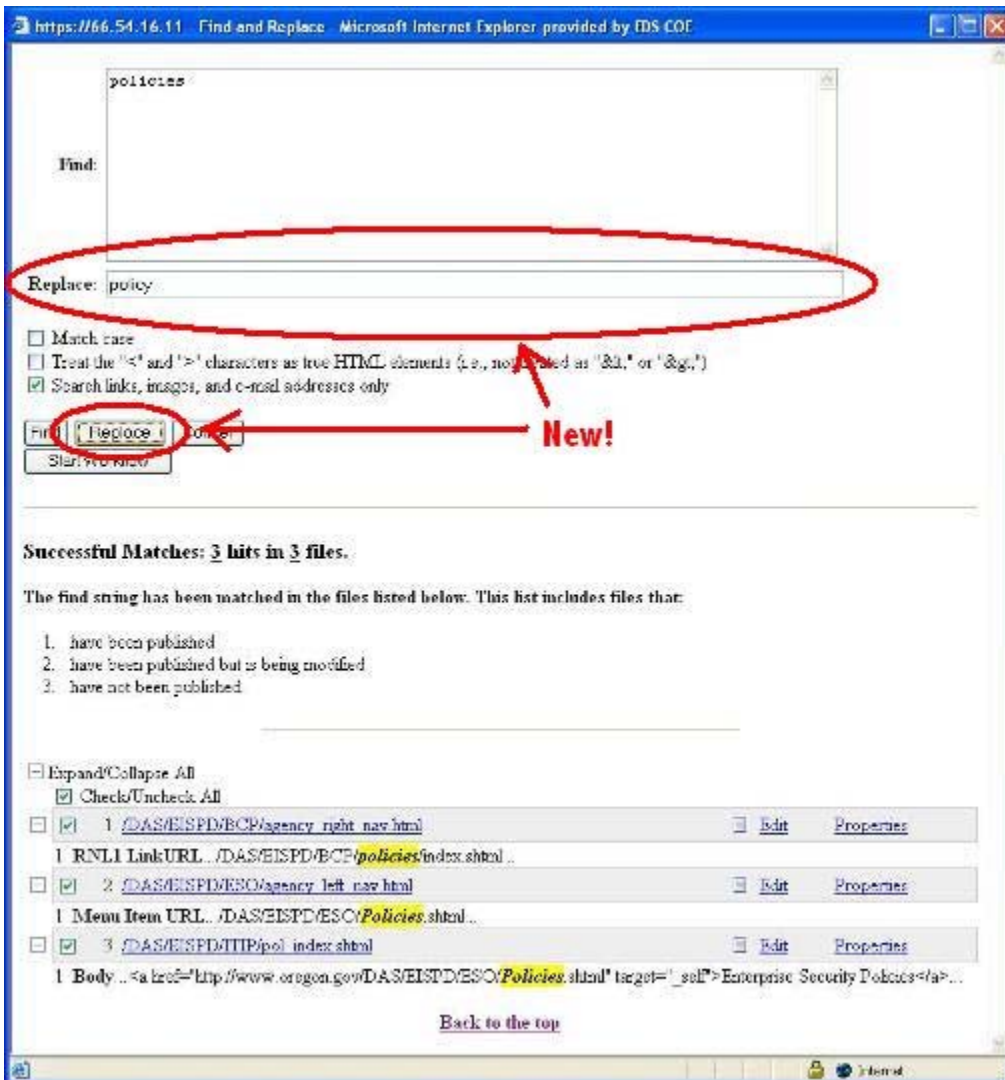 https://66.54.16.11 - Find and Replace - Microsoft Internet Explorer provided by EDS COE
policies
Find:
Replace: policy
Match case
Treat the "<" and ">" characters as true HTML elements (i.e., not treated as "&lt;" or "&gt;")
Search links, images, and e-mail addresses only
New!
Find Replace
Start Workflow
Successful Matches: 3 hits in 3 files.
The find string has been matched in the files listed below. This list includes files that:
1. have been published
2. have been published but is being modified
3. have not been published
Expand/Collapse All
Check/Uncheck All
1 /DAS/EISPD/BCP/agency_right_nav.html Edit Properties
1 RNL1 LinkURL.../DAS/EISPD/BCP/policies/index.shtml...
2 /DAS/EISPD/ESO/agency_left_nav.html Edit Properties
1 Menu Item URL.../DAS/EISPD/ESO/Policies.shtml...
3 /DAS/EISPD/ITIP/pol_index.shtml Edit Properties
1 Body...<a href="http://www.oregon.gov/DAS/EISPD/ESO/Policies.shtml" target="_self">Enterprise Security Policies</a>...
Back to the top
Internet